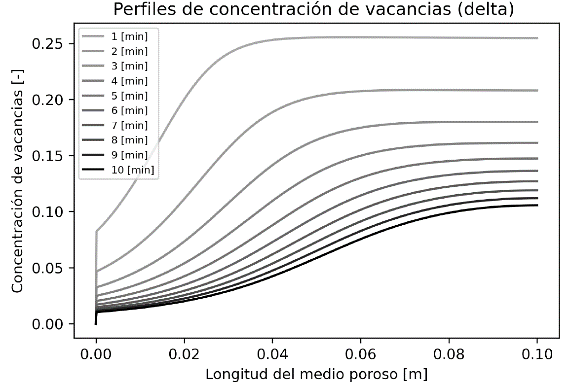 Perfiles de concentración de vacancias (delta)
Concentración de vacancias [-]
0.25
0.20
0.15
0.10
0.05
0.00
1 [min]
2 [min]
3 [min]
4 [min]
5 [min]
6 [min]
7 [min]
8 [min]
9 [min]
10 [min]
0.00 0.02 0.04 0.06 0.08 0.10
Longitud del medio poroso [m]